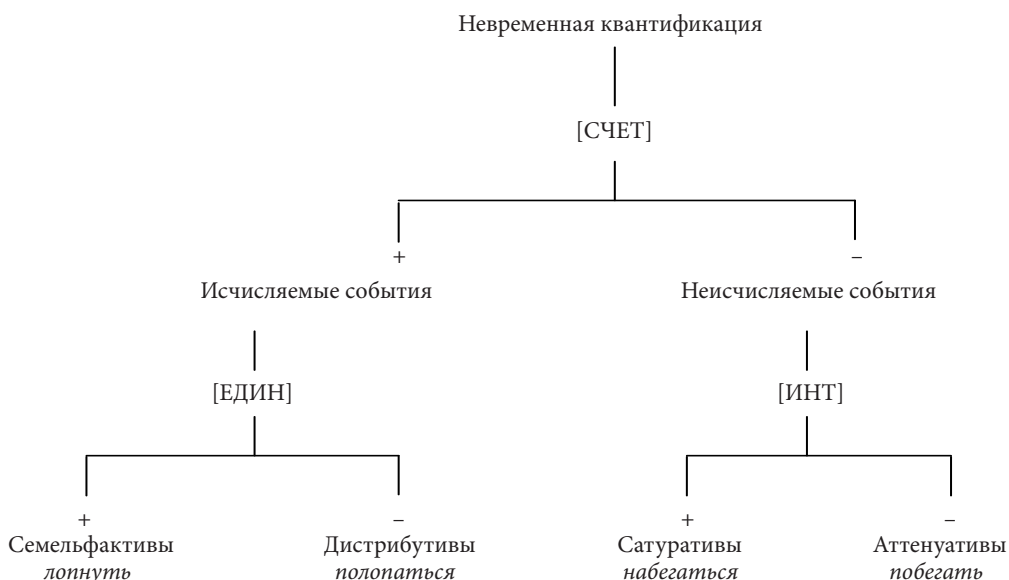 Невременная квантификация
[СЧЕТ]
+ –
Исчисляемые события Неисчисляемые события
[ЕДИН] [ИНТ]
+ – + –
Семельфактивы Дистрибутивы Сатуративы Аттенуативы
лопнуть полопаться набегаться побегать